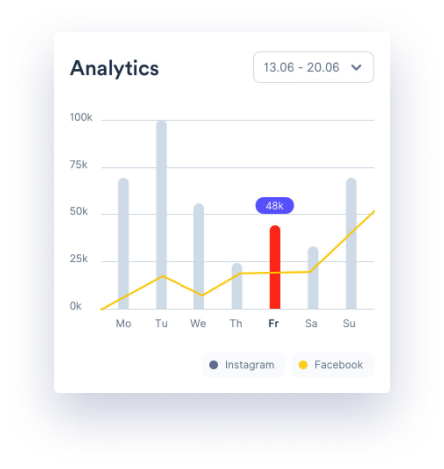 Analytics
13.06 - 20.06
100k
75k
50k
48k
25k
0k
Mo Tu We Th Fr Sa Su
Instagram Facebook